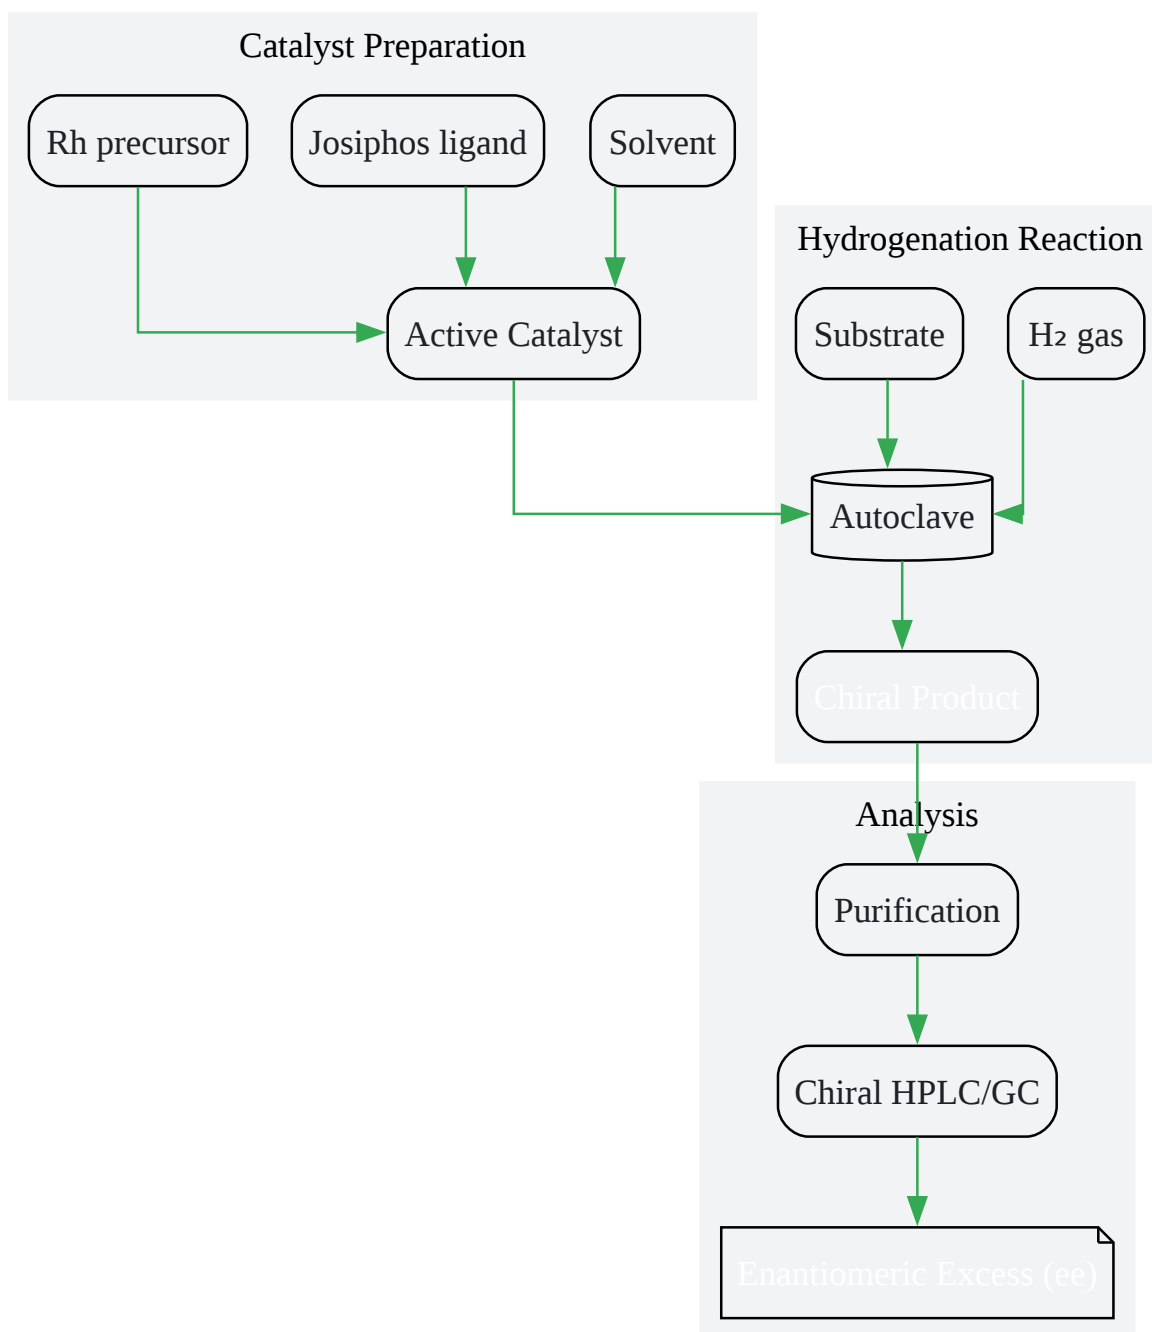 Catalyst Preparation
Rh precursor
Josiphos ligand
Solvent
Active Catalyst
Hydrogenation Reaction
Substrate
H₂ gas
Autoclave
Chiral Product
Analysis
Purification
Chiral HPLC/GC
Enantiomeric Excess (ee)